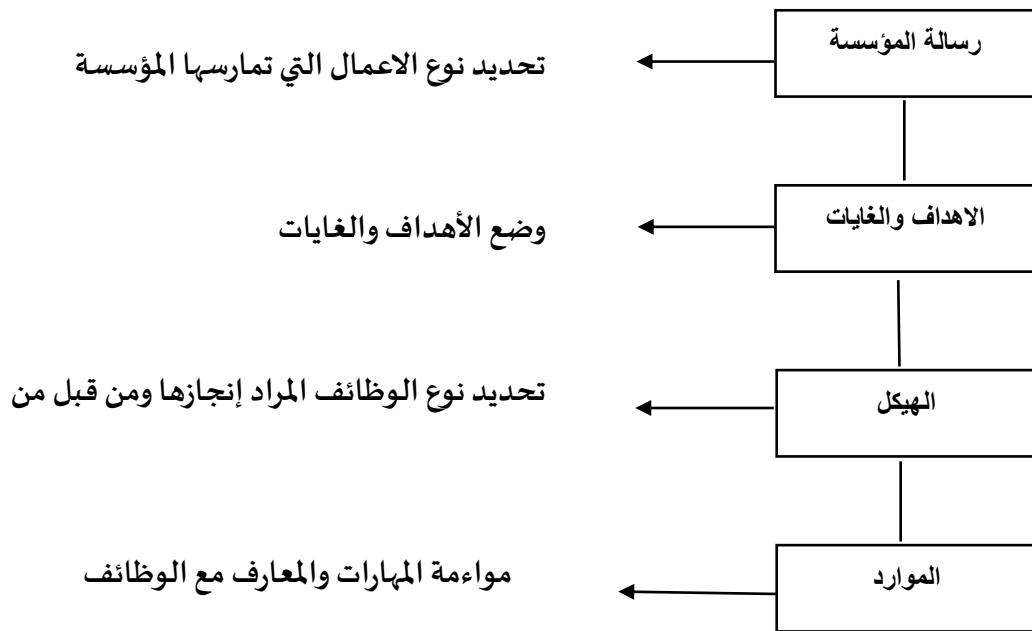 رسالة المؤسسة
تحديد نوع الاعمال التي تمارسها المؤسسة
الاهداف والغايات
وضع الأهداف والغايات
الهيكل
تحديد نوع الوظائف المراد إنجازها ومن قبل من
الموارد
مواءمة المهارات والمعارف مع الوظائف